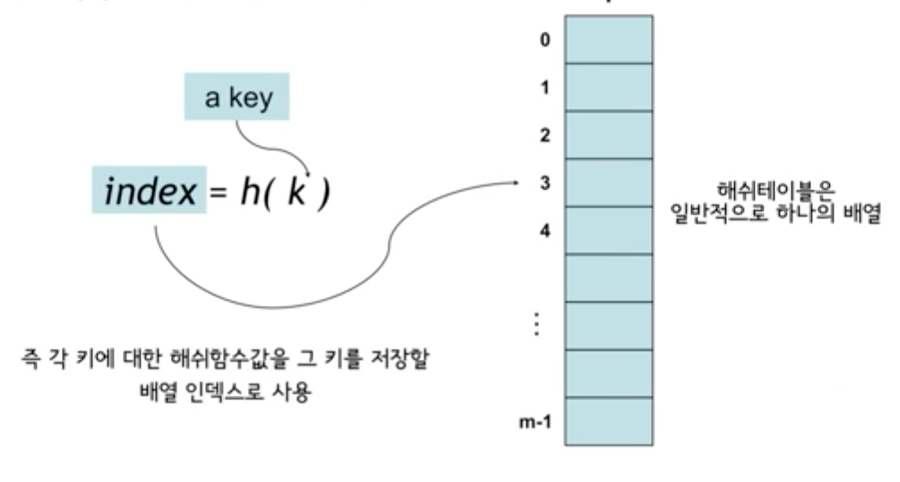 a key
index = h( k )
즉 각 키에 대한 해쉬함수값을 그 키를 저장할
배열 인덱스로 사용
0
1
2
3
4
⋮
m-1
해쉬테이블은
일반적으로 하나의 배열